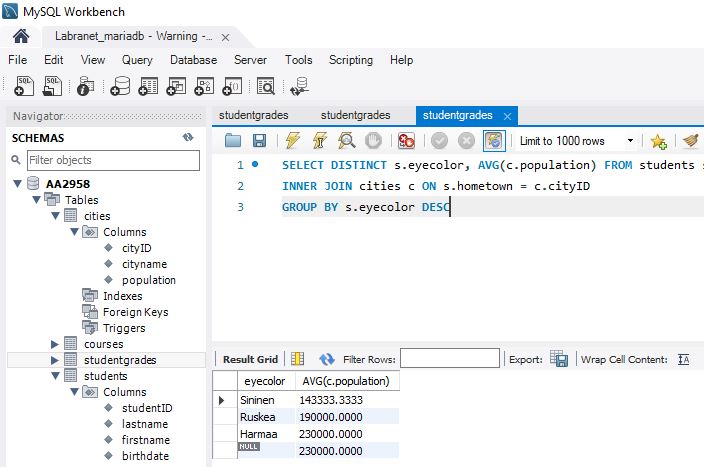 MySQL Workbench
Labranet_mariadb - Warning -...
File Edit View Query Database Server Tools Scripting Help
Navigator
SCHEMAS
Filter objects
AA2958
Tables
cities
Columns
cityID
cityname
population
Indexes
Foreign Keys
Triggers
courses
studentgrades
students
Columns
studentID
lastname
firstname
birthdate
studentgrades studentgrades studentgrades
Limit to 1000 rows
1 SELECT DISTINCT s.eyecolor, AVG(c.population) FROM students s
2 INNER JOIN cities c ON s.hometown = c.cityID
3 GROUP BY s.eyecolor DESC
Result Grid Filter Rows: Export: Wrap Cell Content:
eyecolor AVG(c.population)
Sininen 143333.3333
Ruskea 190000.0000
Harmaa 230000.0000
NULL 230000.0000